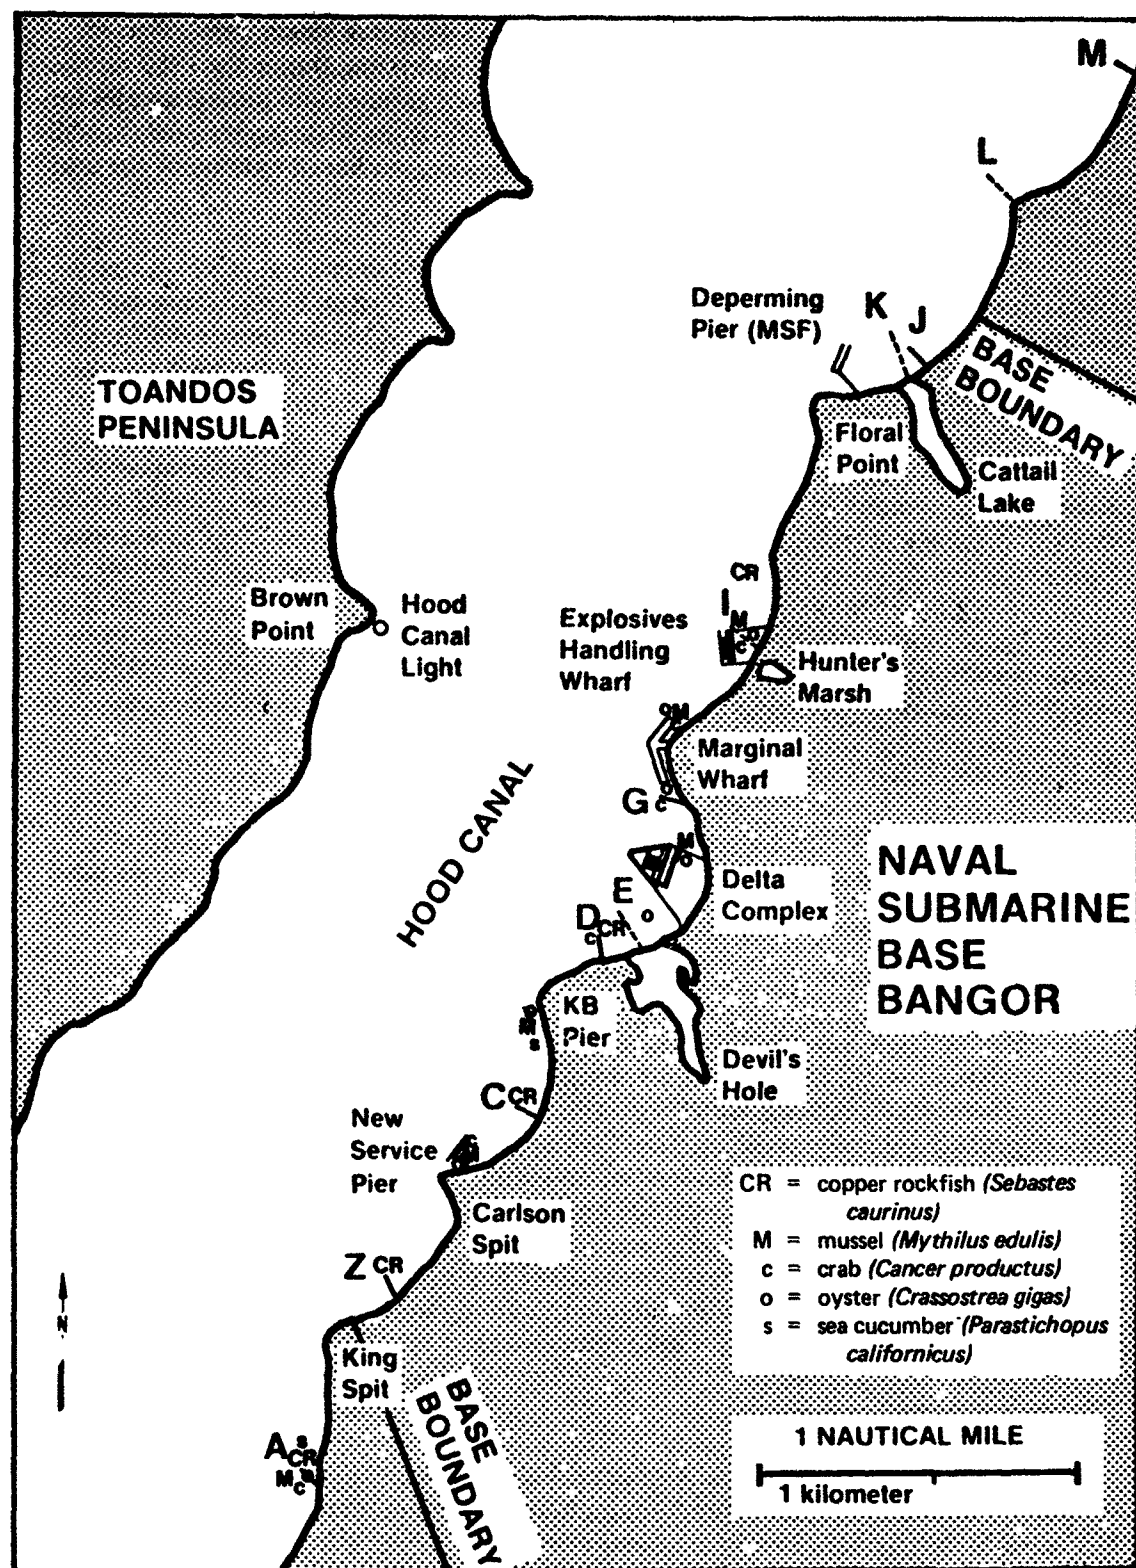 M
L
Deperming
Pier (MSF)
K
J
BASE
BOUNDARY
TOANDOS
PENINSULA
Floral
Point
Cattail
Lake
CR
I
M
o
c
Brown
Point
Hood
Canal
Light
Explosives
Handling
Wharf
Hunter's
Marsh
o M
Marginal
Wharf
o
G c
HOOD CANAL
M
o
Delta
Complex
NAVAL
SUBMARINE
BASE
BANGOR
E
o
D CR
c
KB
Pier
M
s
Devil's
Hole
C CR
New
Service
Pier
Carlson
Spit
Z CR
N
King
Spit
BASE
BOUNDARY
A s
CR
M c
CR = copper rockfish (Sebastes
caurinus)
M = mussel (Mythilus edulis)
c = crab (Cancer productus)
o = oyster (Crassostrea gigas)
s = sea cucumber (Parastichopus
californicus)
1 NAUTICAL MILE
1 kilometer